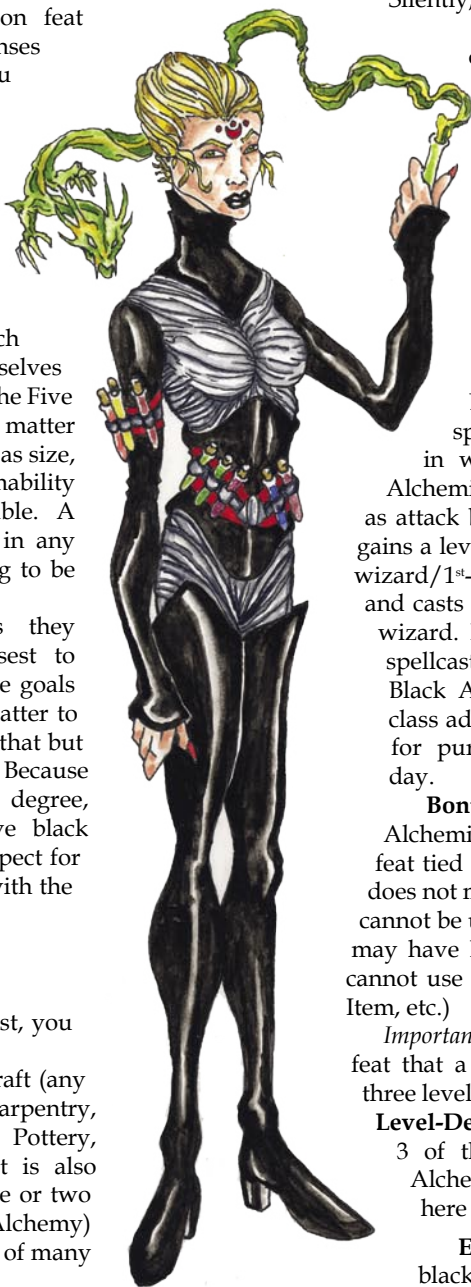 on feat
nses
u
ch
selves
he Five
matter
as size,
nability
ble. A
in any
g to be
s they
sest to
e goals
atter to
that but
Because
degree,
ve black
pect for
with the
st, you
raft (any
arpentry,
Pottery,
t is also
e or two
Alchemy)
of many
Silently)
sp
in w
Alchemi
as attack b
gains a lev
wizard/1st-
and casts
wizard.
spellcast
Black A
class ad
for pur
day.
Bon
Alchemi
feat tied
does not m
cannot be u
may have
cannot use
Item, etc.)
Importan
feat that a
three level
Level-De
3 of th
Alche
here
E
black